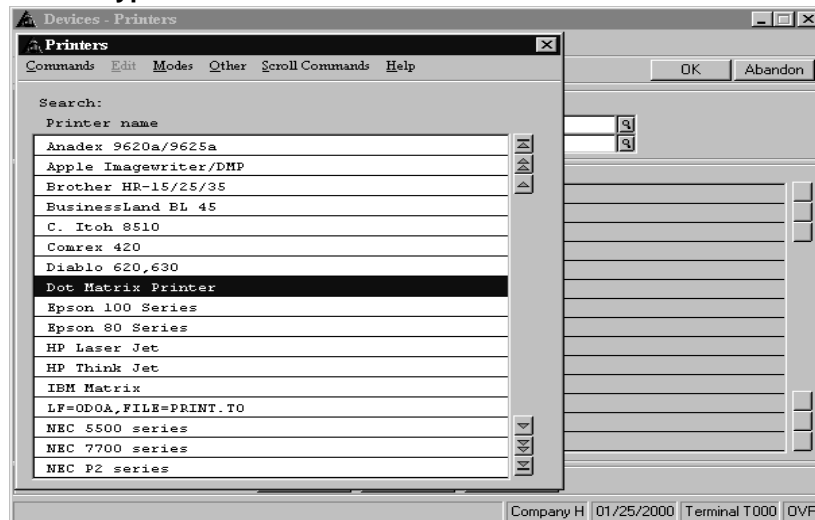 Devices - Printers
Printers
Commands Edit Modes Other Scroll Commands Help
OK Abandon
Search:
Printer name
Anadex 9620a/9625a
Apple Imagewriter/DMP
Brother HR-15/25/35
BusinessLand BL 45
C. Itoh 8510
Comrex 420
Diablo 620,630
Dot Matrix Printer
Epson 100 Series
Epson 80 Series
HP Laser Jet
HP Think Jet
IBM Matrix
LF=0D0A,FILE=PRINT.TO
NEC 5500 series
NEC 7700 series
NEC P2 series
Company H 01/25/2000 Terminal T000 OVR